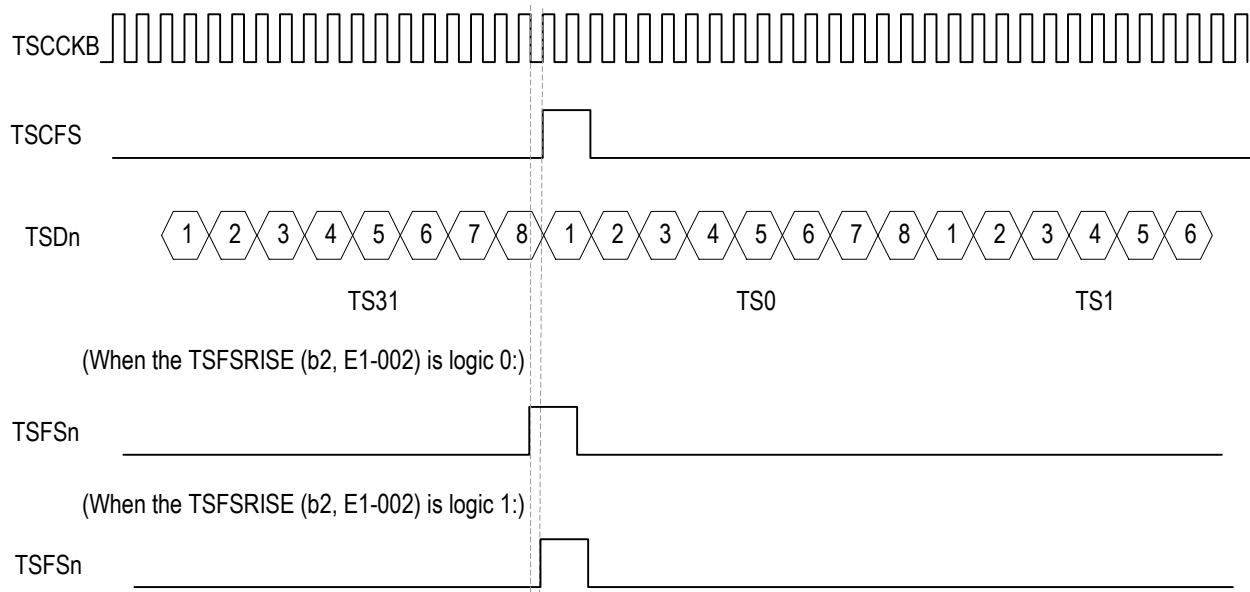 TSCCKB
TSCFS
TSDn 1 2 3 4 5 6 7 8 1 2 3 4 5 6 7 8 1 2 3 4 5 6
TS31 TS0 TS1
(When the TSFSRISE (b2, E1-002) is logic 0:)
TSFSn
(When the TSFSRISE (b2, E1-002) is logic 1:)
TSFSn